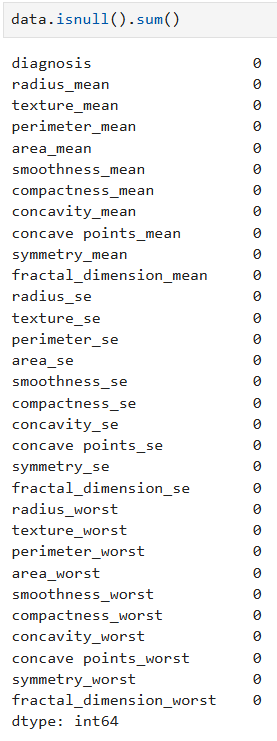 data.isnull().sum()
diagnosis 0
radius_mean 0
texture_mean 0
perimeter_mean 0
area_mean 0
smoothness_mean 0
compactness_mean 0
concavity_mean 0
concave points_mean 0
symmetry_mean 0
fractal_dimension_mean 0
radius_se 0
texture_se 0
perimeter_se 0
area_se 0
smoothness_se 0
compactness_se 0
concavity_se 0
concave points_se 0
symmetry_se 0
fractal_dimension_se 0
radius_worst 0
texture_worst 0
perimeter_worst 0
area_worst 0
smoothness_worst 0
compactness_worst 0
concavity_worst 0
concave points_worst 0
symmetry_worst 0
fractal_dimension_worst 0
dtype: int64